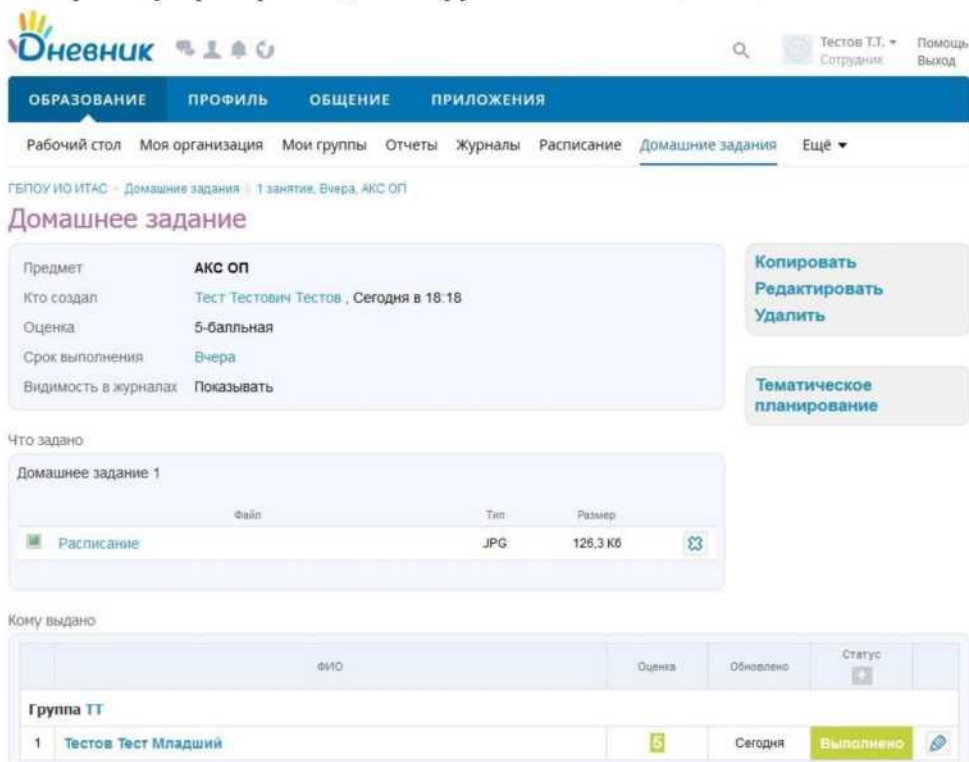 Дневник
Тестов Т.Т.
Сотрудник
Помощь
Выход
ОБРАЗОВАНИЕ ПРОФИЛЬ ОБЩЕНИЕ ПРИЛОЖЕНИЯ
Рабочий стол Моя организация Мои группы Отчеты Журналы Расписание Домашние задания Ещё
ГБПОУ ИО ИТАС Домашние задания 1 занятие, Вчера, АКС ОП
Домашнее задание
Предмет АКС ОП
Кто создал Тест Тестович Тестов , Сегодня в 18:18
Оценка 5-балльная
Срок выполнения Вчера
Видимость в журналах Показывать
Копировать
Редактировать
Удалить
Тематическое
планирование
Что задано
Домашнее задание 1
Файл Тип Размер
Расписание JPG 126,3 Кб
Кому выдано
ФИО Оценка Обновлено Статус
Группа ТТ
1 Тестов Тест Младший 5 Сегодня Выполнено